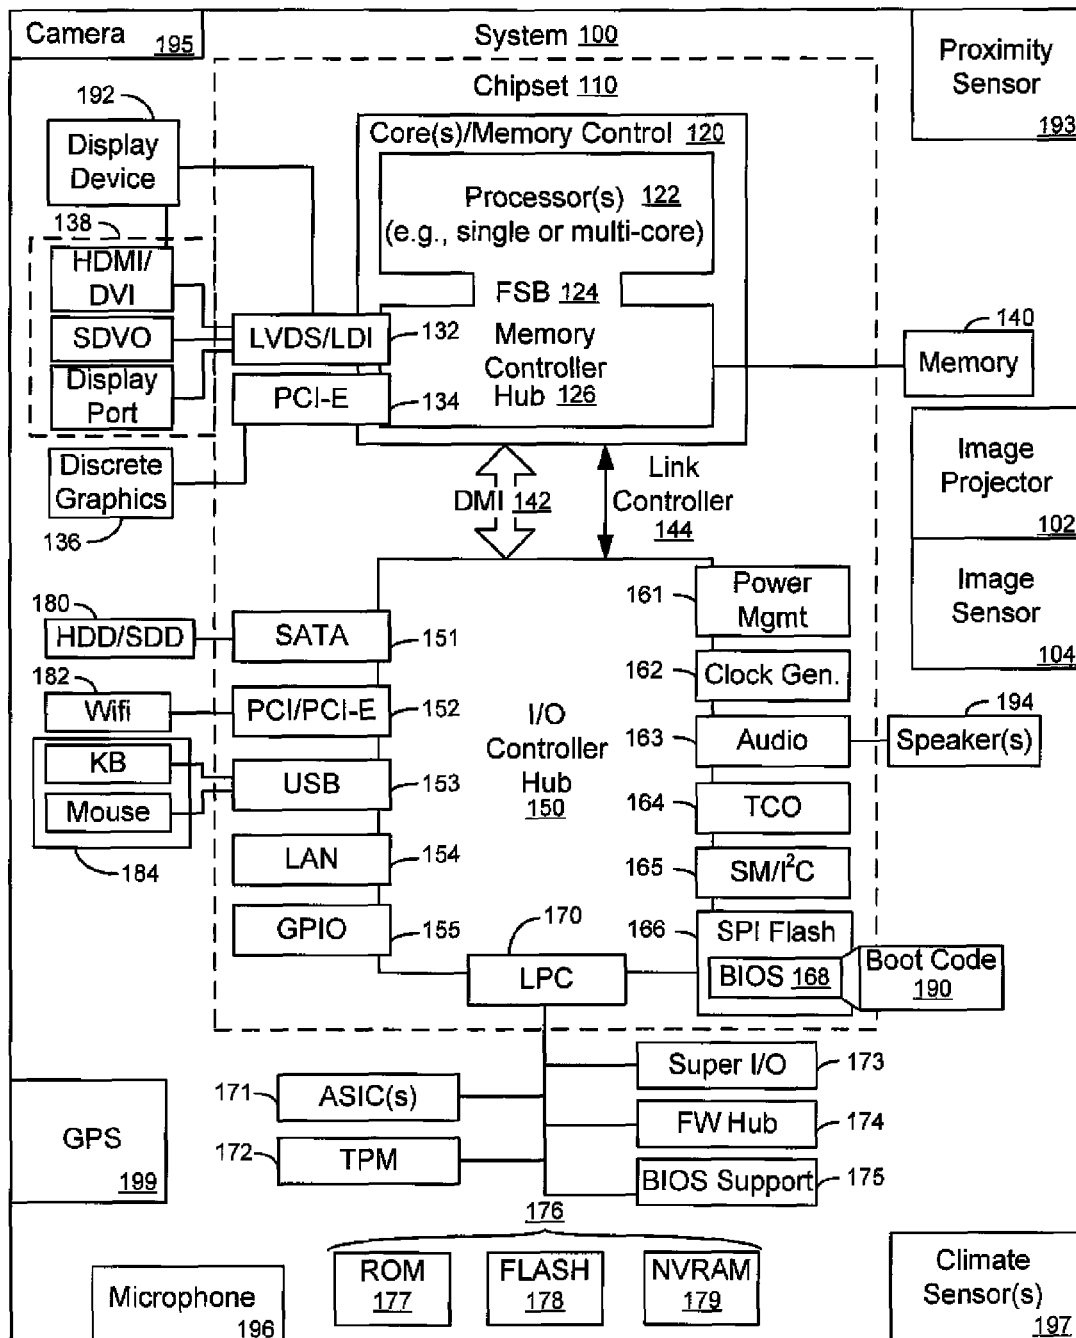 Camera 195
System 100
Proximity
Sensor
193
Chipset 110
192
Display
Device
Core(s)/Memory Control 120
Processor(s) 122
(e.g., single or multi-core)
138
HDMI/
DVI
SDVO
Display
Port
FSB 124
LVDS/LDI
132
Memory
Controller
Hub 126
PCI-E
134
140
Memory
Discrete
Graphics
136
DMI 142
Link
Controller
144
Image
Projector
102
Image
Sensor
104
180
HDD/SDD
SATA
151
161
Power
Mgmt
182
Wifi
PCI/PCI-E
152
162
Clock Gen.
I/O
Controller
Hub
150
KB
Mouse
184
USB
153
163
Audio
194
Speaker(s)
164
TCO
LAN
154
165
SM/I²C
GPIO
155
170
LPC
166
SPI Flash
BIOS 168
Boot Code
190
171
ASIC(s)
Super I/O
173
GPS
199
FW Hub
174
172
TPM
BIOS Support
175
176
ROM
177
FLASH
178
NVRAM
179
Microphone
196
Climate
Sensor(s)
197